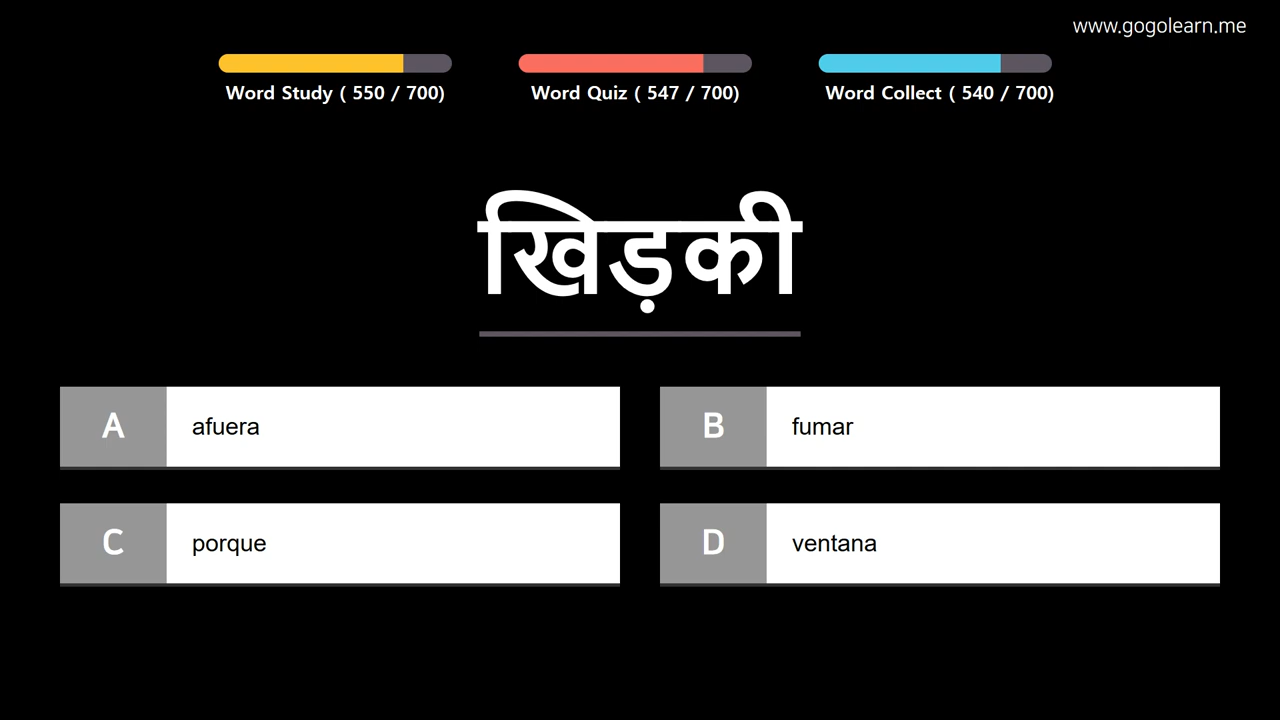 www.gogolearn.me
Word Study ( 550 / 700)
Word Quiz ( 547 / 700)
Word Collect ( 540 / 700)
खिड़की
A afuera
B fumar
C porque
D ventana